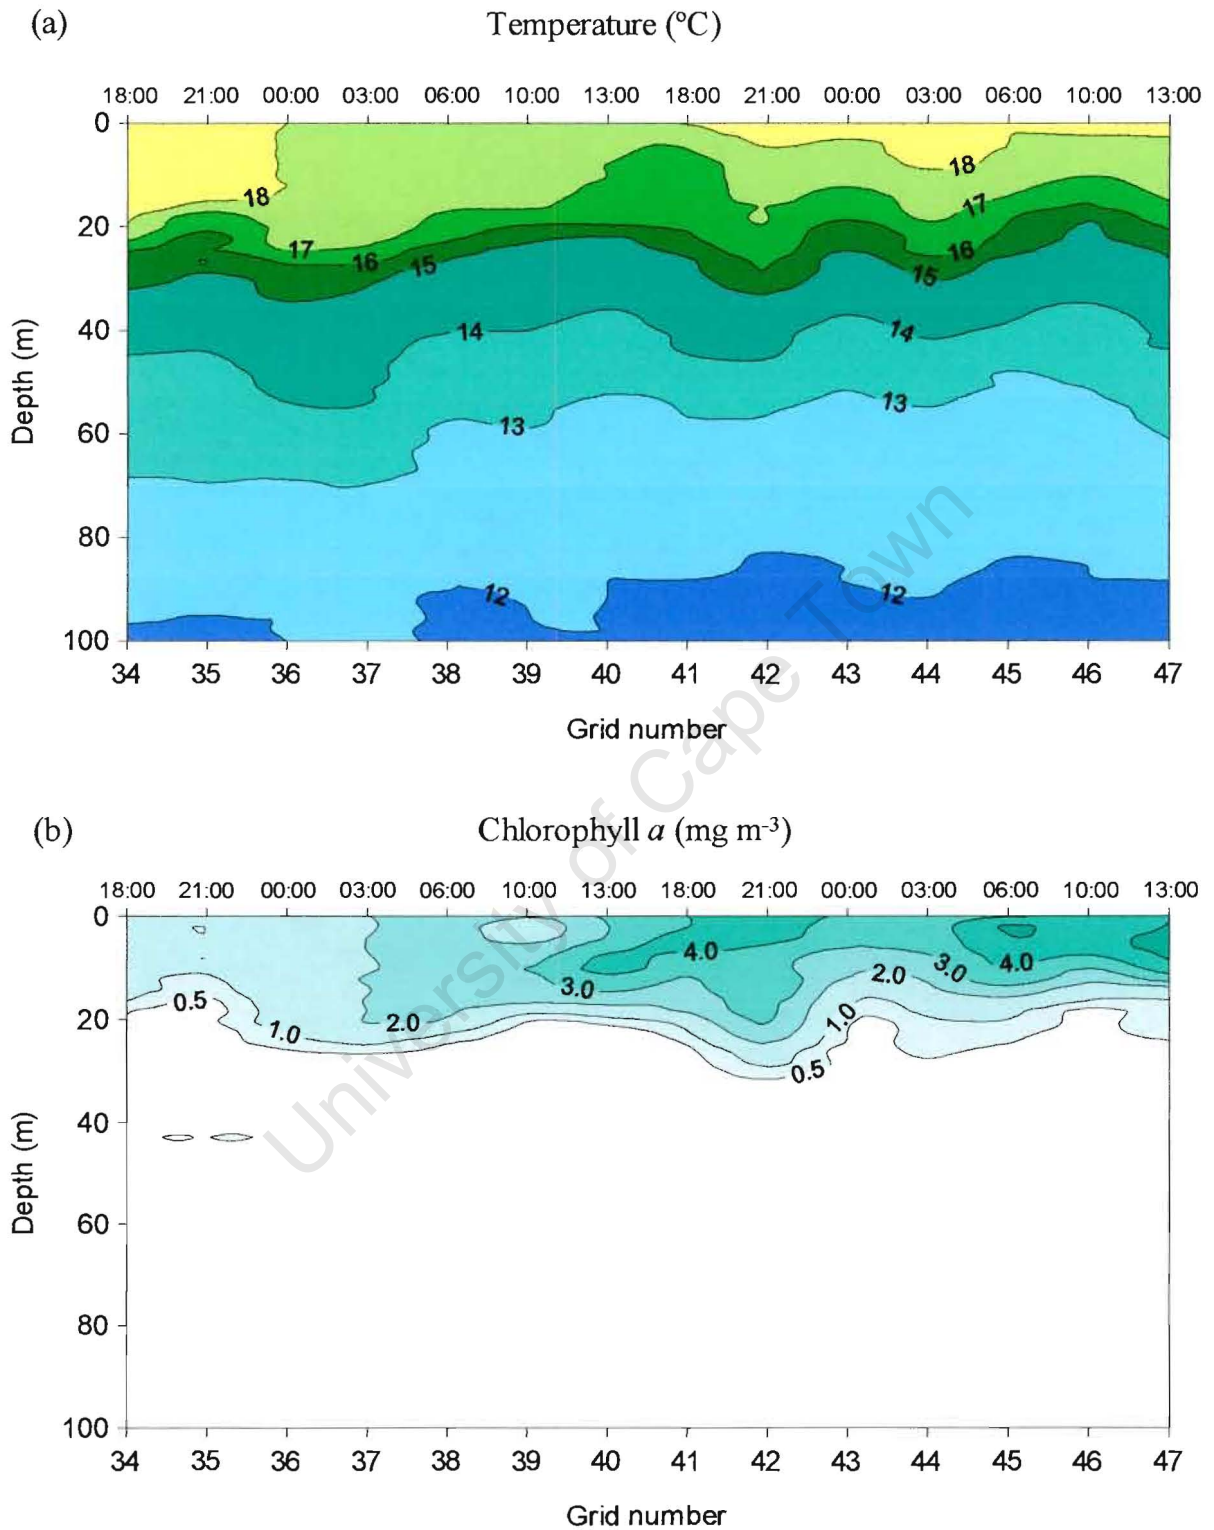 (a)
Temperature (ºC)
18:00 21:00 00:00 03:00 06:00 10:00 13:00 18:00 21:00 00:00 03:00 06:00 10:00 13:00
0
20
40
60
80
100
Depth (m)
18
17
16
15
14
13
12
18
17
16
15
14
13
12
34 35 36 37 38 39 40 41 42 43 44 45 46 47
Grid number
University of Cape Town
(b)
Chlorophyll a (mg m-3)
18:00 21:00 00:00 03:00 06:00 10:00 13:00 18:00 21:00 00:00 03:00 06:00 10:00 13:00
0
20
40
60
80
100
Depth (m)
0.5
1.0
2.0
3.0
4.0
0.5
1.0
2.0
3.0
4.0
34 35 36 37 38 39 40 41 42 43 44 45 46 47
Grid number